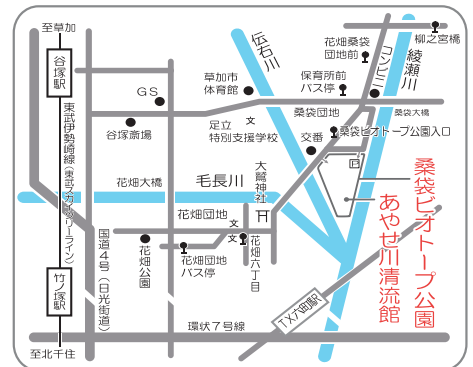 至草加
谷塚駅
東武伊勢崎線(東武スカイツリーライン)
竹ノ塚駅
至北千住
国道4号(日光街道)
GS
谷塚斎場
草加市
体育館
伝右川
花畑桑袋
団地前
コンビニ
綾瀬川
柳之宮橋
保育所前
バス停
桑袋団地
桑袋大橋
足立
特別支援学校
文
交番
桑袋ビオトープ公園入口
P
花畑大橋
毛長川
大鷲神社
花畑団地
文
文
花畑公園
花畑団地
バス停
花畑六丁目
桑袋ビオトープ公園
あやせ川清流館
TX六町駅
環状7号線